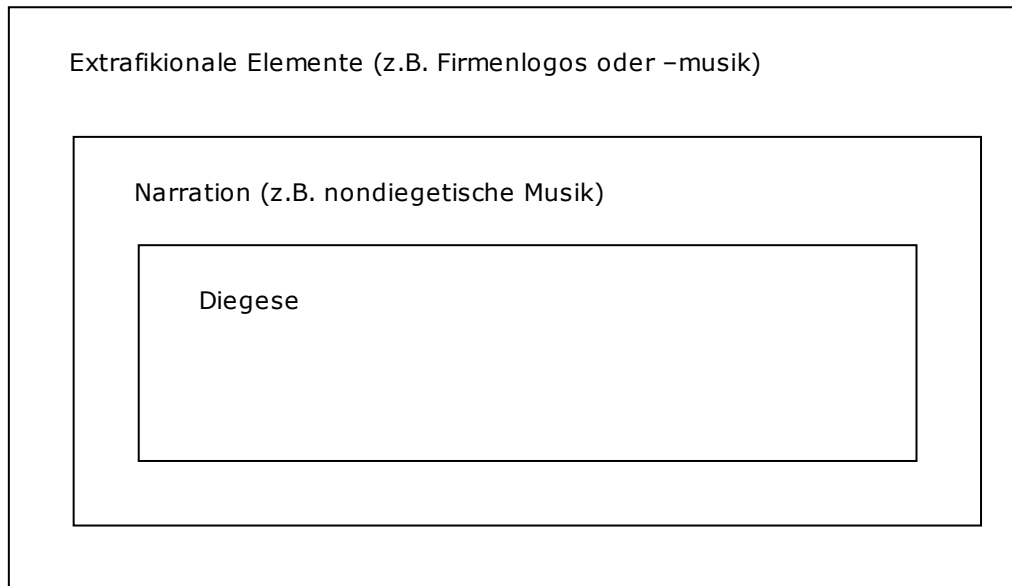 Extrafikionale Elemente (z.B. Firmenlogos oder –musik)
Narration (z.B. nondiegetische Musik)
Diegese